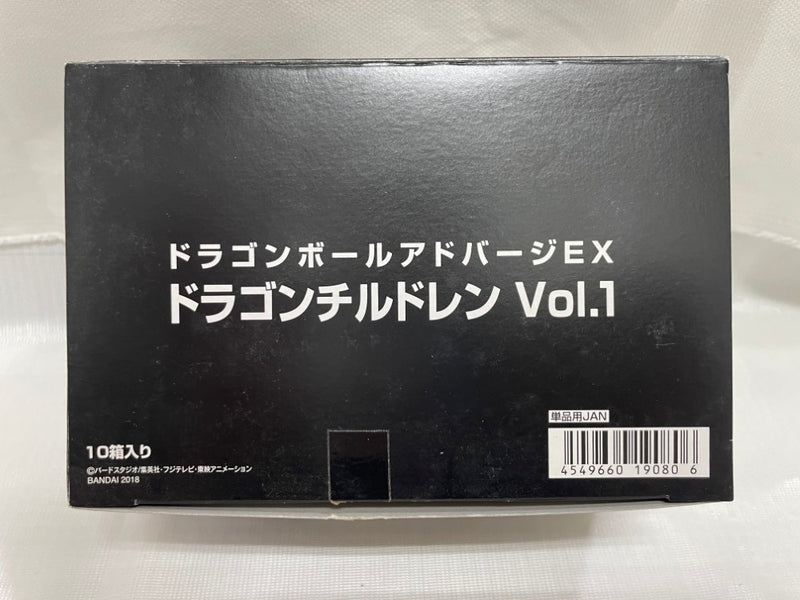 ドラゴンボールアドバージEX
ドラゴンチルドレン Vol.1
単品用JAN
4549660 19080 6
10箱入り
©バードスタジオ/集英社・フジテレビ・東映アニメーション
BANDAI 2018